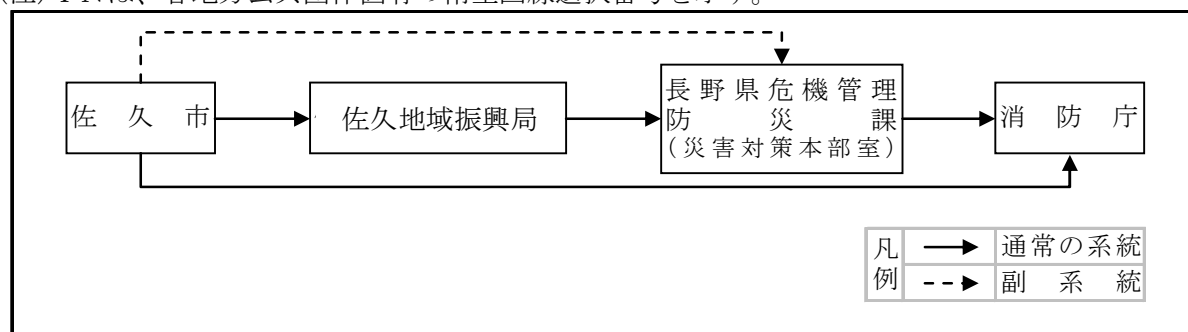 佐久市
佐久地域振興局
長野県危機管理
防災課
(災害対策本部室)
消防庁
凡例
通常の系統
副系統